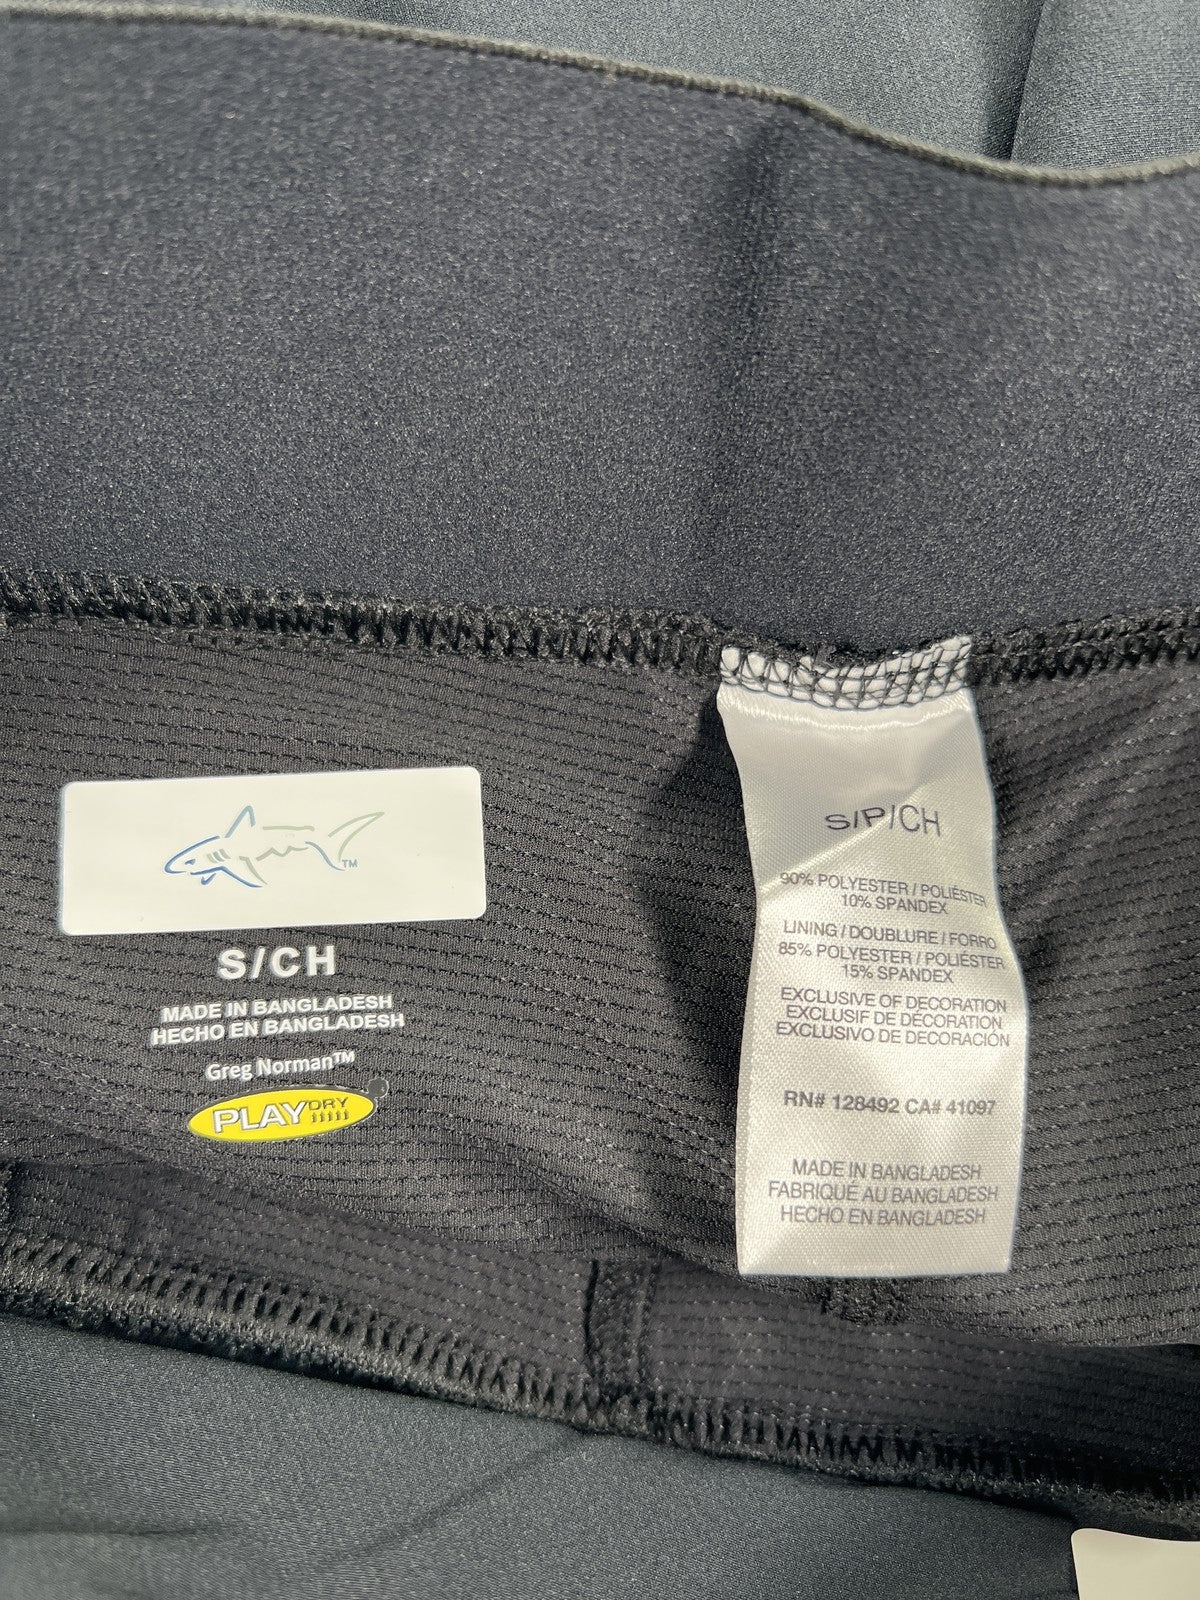 TM
S/CH
MADE IN BANGLADESH
HECHO EN BANGLADESH
Greg Norman™
PLAYDRY
S/P/CH
90% POLYESTER / POLIÉSTER
10% SPANDEX
LINING / DOUBLURE / FORRO
85% POLYESTER / POLIÉSTER
15% SPANDEX
EXCLUSIVE OF DECORATION
EXCLUSIF DE DÉCORATION
EXCLUSIVO DE DECORACIÓN
RN# 128492 CA# 41097
MADE IN BANGLADESH
FABRIQUÉ AU BANGLADESH
HECHO EN BANGLADESH